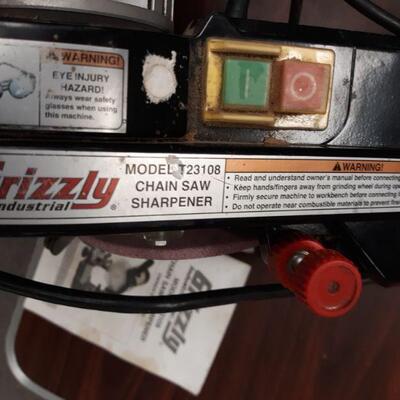 WARNING!
EYE INJURY
HAZARD!
Always wear safety
glasses when using
this machine.
I O
Grizzly
Industrial®
MODEL T23108
CHAIN SAW
SHARPENER
WARNING!
• Read and understand owner's manual before connecting
• Keep hands/fingers away from grinding wheel during
• Firmly secure machine to workbench before connecting
• Do not operate near combustible materials to prevent
Grizzly